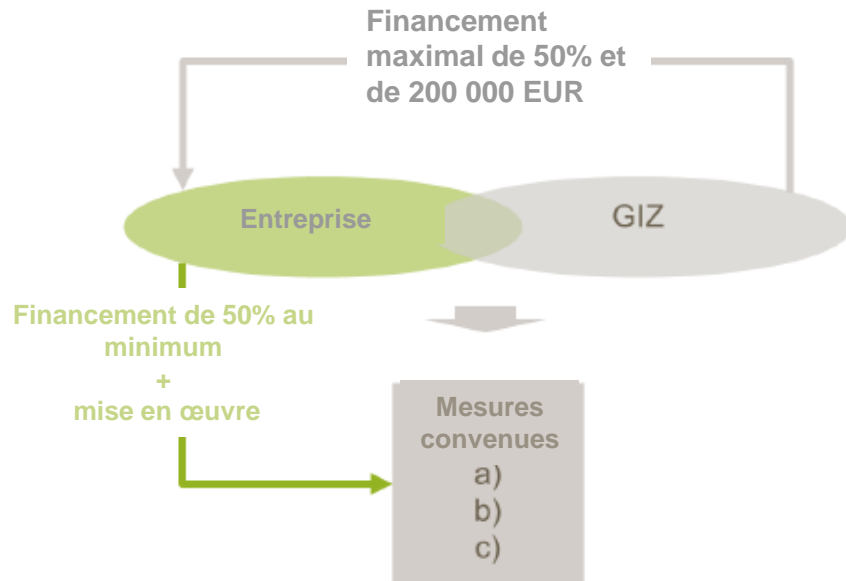 Financement
maximal de 50% et
de 200 000 EUR
Entreprise
GIZ
Financement de 50% au
minimum
+
mise en œuvre
Mesures
convenues
a)
b)
c)